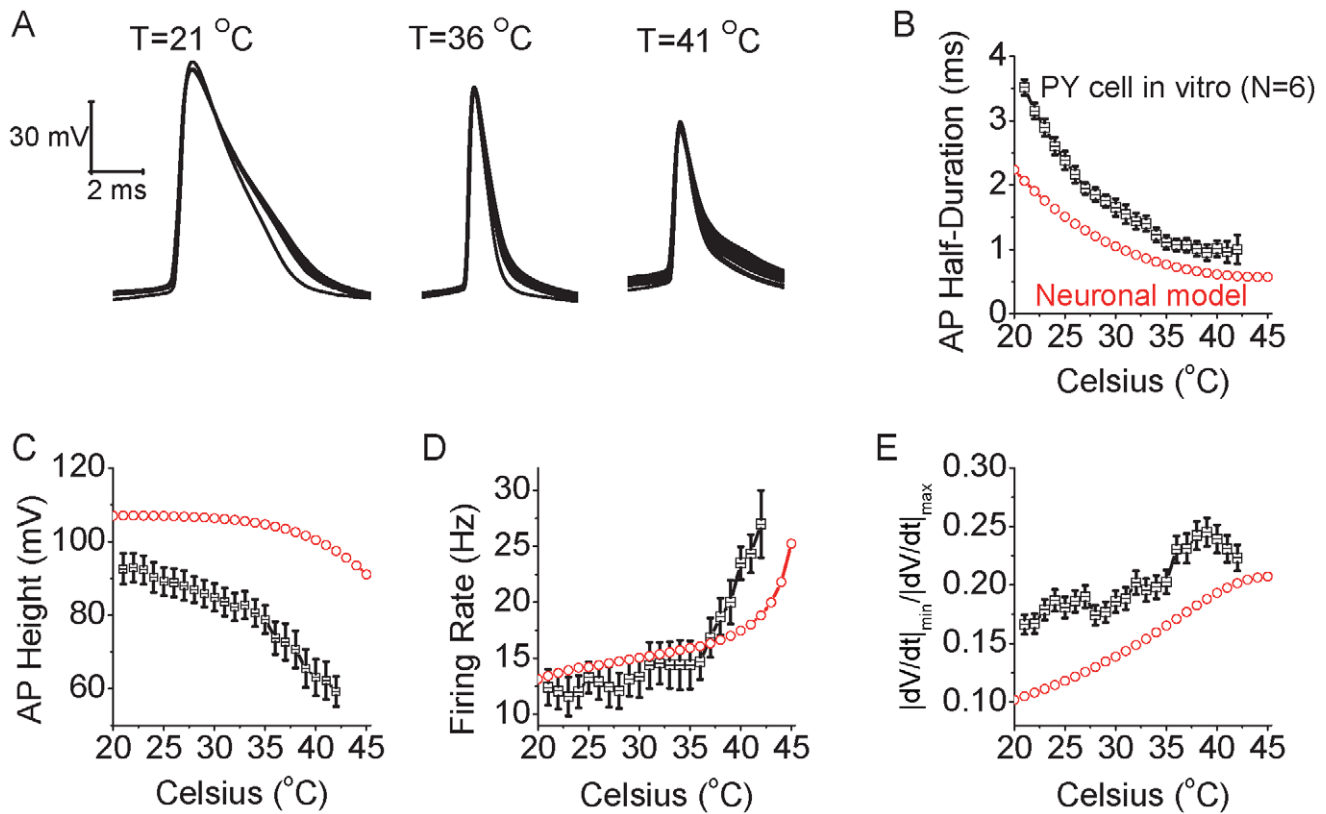 A
T=21 °C
T=36 °C
T=41 °C
30 mV
2 ms
B
AP Half-Duration (ms)
4
3
2
1
0
PY cell in vitro (N=6)
Neuronal model
20 25 30 35 40 45
Celsius (°C)
C
AP Height (mV)
120
100
80
60
20 25 30 35 40 45
Celsius (°C)
D
Firing Rate (Hz)
30
25
20
15
10
20 25 30 35 40 45
Celsius (°C)
E
|dV/dt|min/|dV/dt|max
0.30
0.25
0.20
0.15
0.10
20 25 30 35 40 45
Celsius (°C)